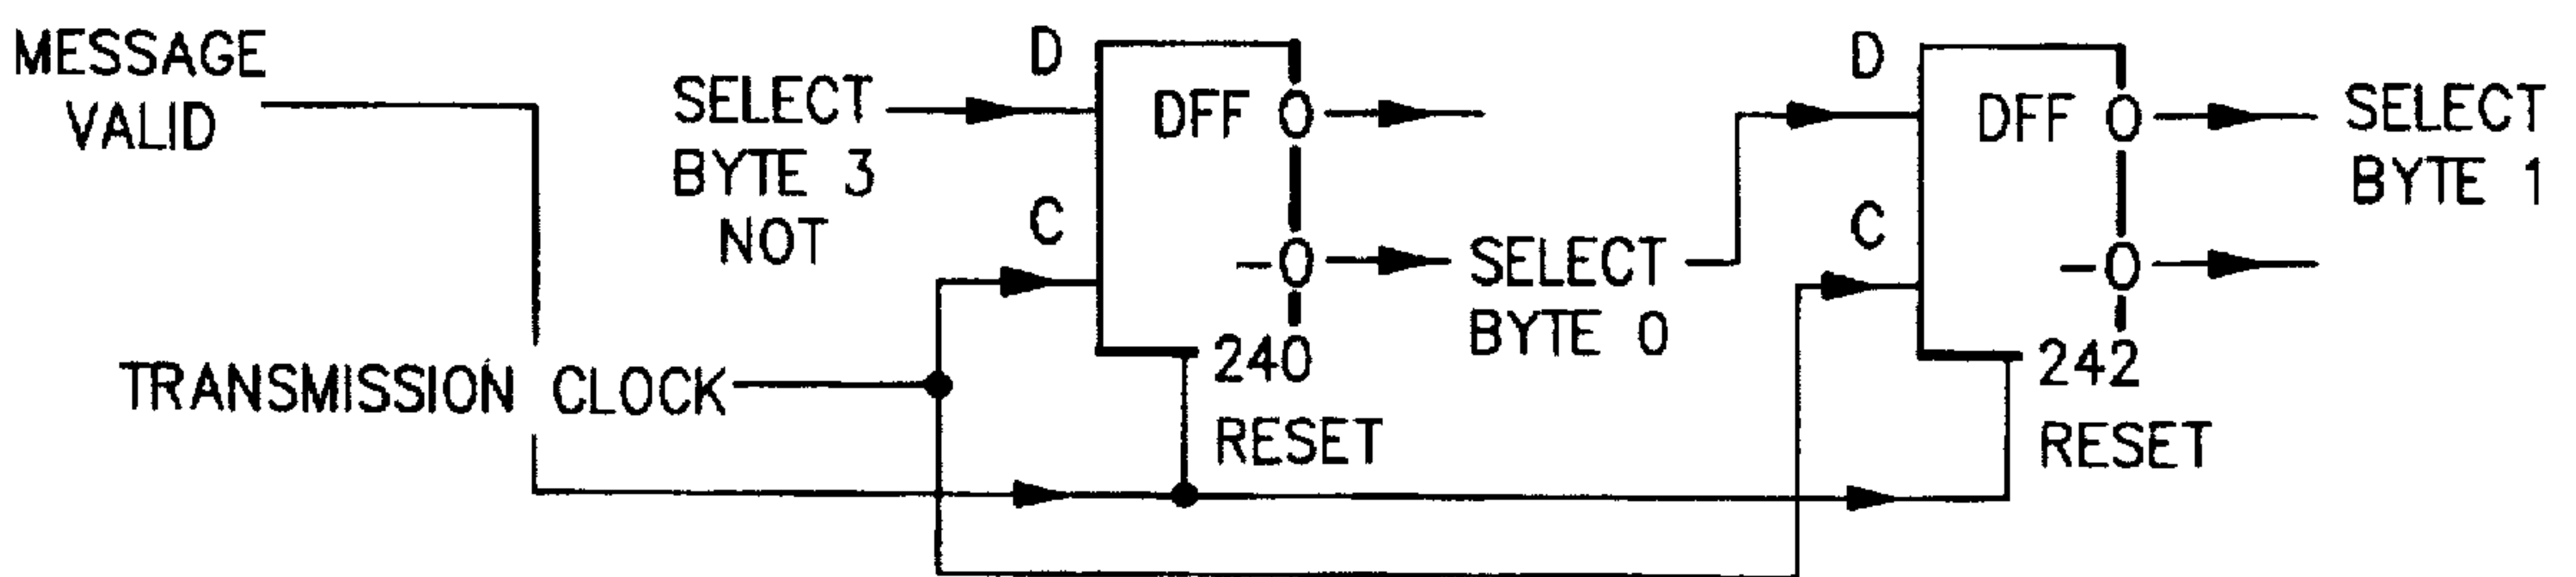 MESSAGE
VALID
SELECT
BYTE 3
NOT
D
C
DFF O
-O
240
RESET
SELECT
BYTE 0
D
C
DFF O
-O
242
RESET
SELECT
BYTE 1
TRANSMISSION CLOCK